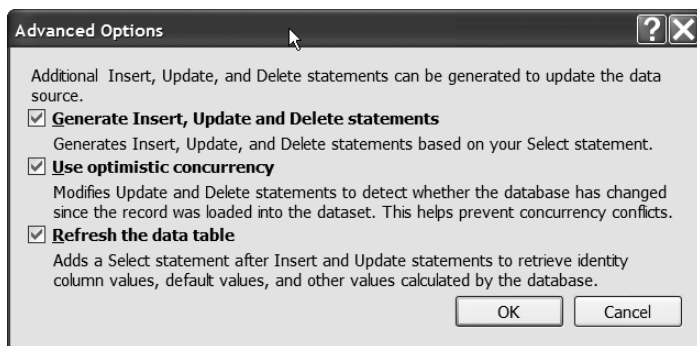 Advanced Options
Additional Insert, Update, and Delete statements can be generated to update the data
source.
Generate Insert, Update and Delete statements
Generates Insert, Update, and Delete statements based on your Select statement.
Use optimistic concurrency
Modifies Update and Delete statements to detect whether the database has changed
since the record was loaded into the dataset. This helps prevent concurrency conflicts.
Refresh the data table
Adds a Select statement after Insert and Update statements to retrieve identity
column values, default values, and other values calculated by the database.
OK Cancel